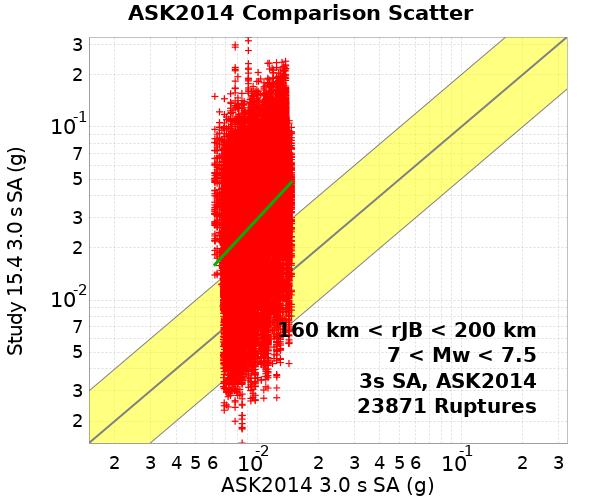 ASK2014 Comparison Scatter
Study 15.4 3.0 s SA (g)
3
2
10-1
7
5
3
2
10-2
7
5
3
2
160 km < rJB < 200 km
7 < Mw < 7.5
3s SA, ASK2014
23871 Ruptures
2 3 4 5 6 10-2 2 3 4 5 6 10-1 2 3
ASK2014 3.0 s SA (g)